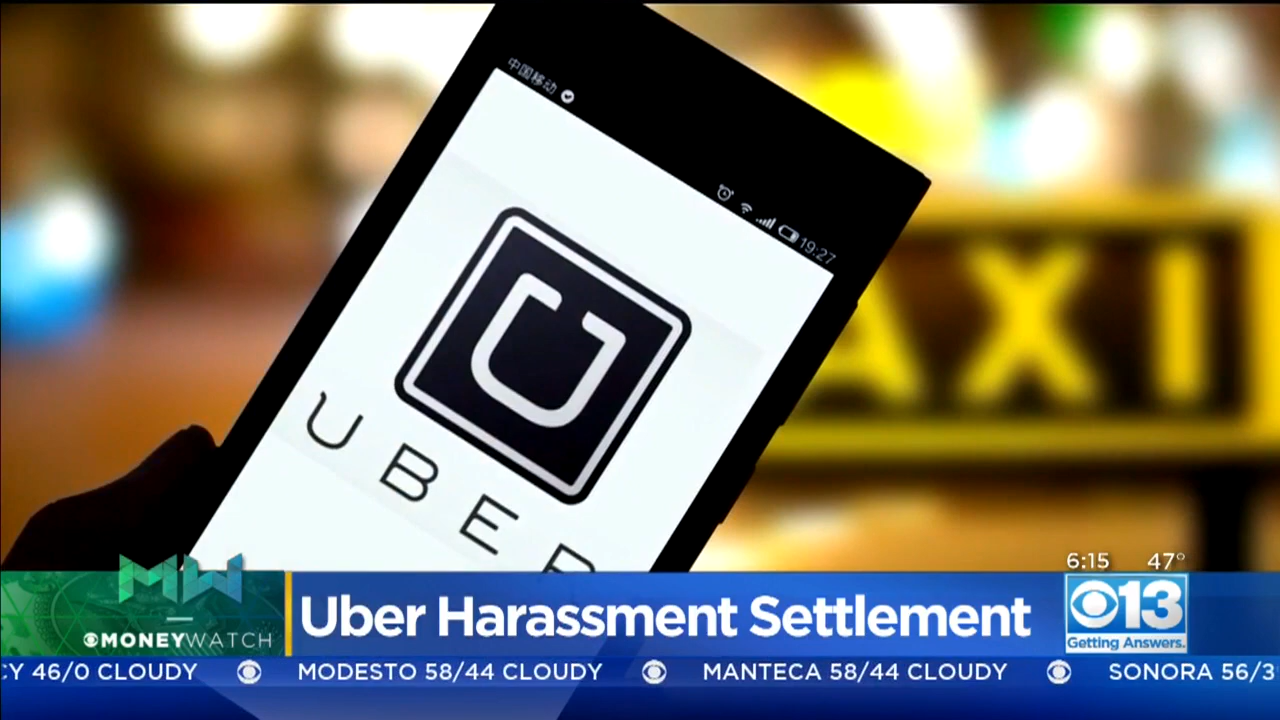 中国移动
19:27
UBER
AXI
6:15 47°
MW
MONEYWATCH
Uber Harassment Settlement
13
Getting Answers.
CY 46/0 CLOUDY MODESTO 58/44 CLOUDY MANTECA 58/44 CLOUDY SONORA 56/3